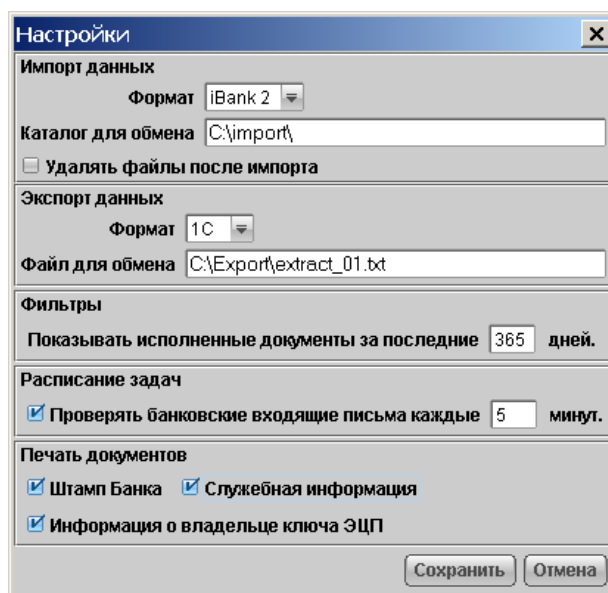 Настройки
Импорт данных
Формат iBank 2
Каталог для обмена C:\import\
Удалять файлы после импорта
Экспорт данных
Формат 1C
Файл для обмена C:\Export\extract_01.txt
Фильтры
Показывать исполненные документы за последние 365 дней.
Расписание задач
Проверять банковские входящие письма каждые 5 минут.
Печать документов
Штамп Банка Служебная информация
Информация о владельце ключа ЭЦП
Сохранить Отмена